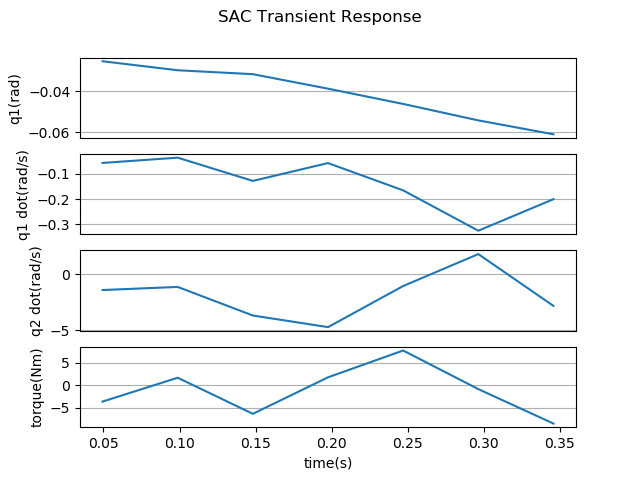 SAC Transient Response
q1(rad)
−0.04
−0.06
q1 dot(rad/s)
−0.1
−0.2
−0.3
q2 dot(rad/s)
0
−5
torque(Nm)
5
0
−5
0.05 0.10 0.15 0.20 0.25 0.30 0.35
time(s)